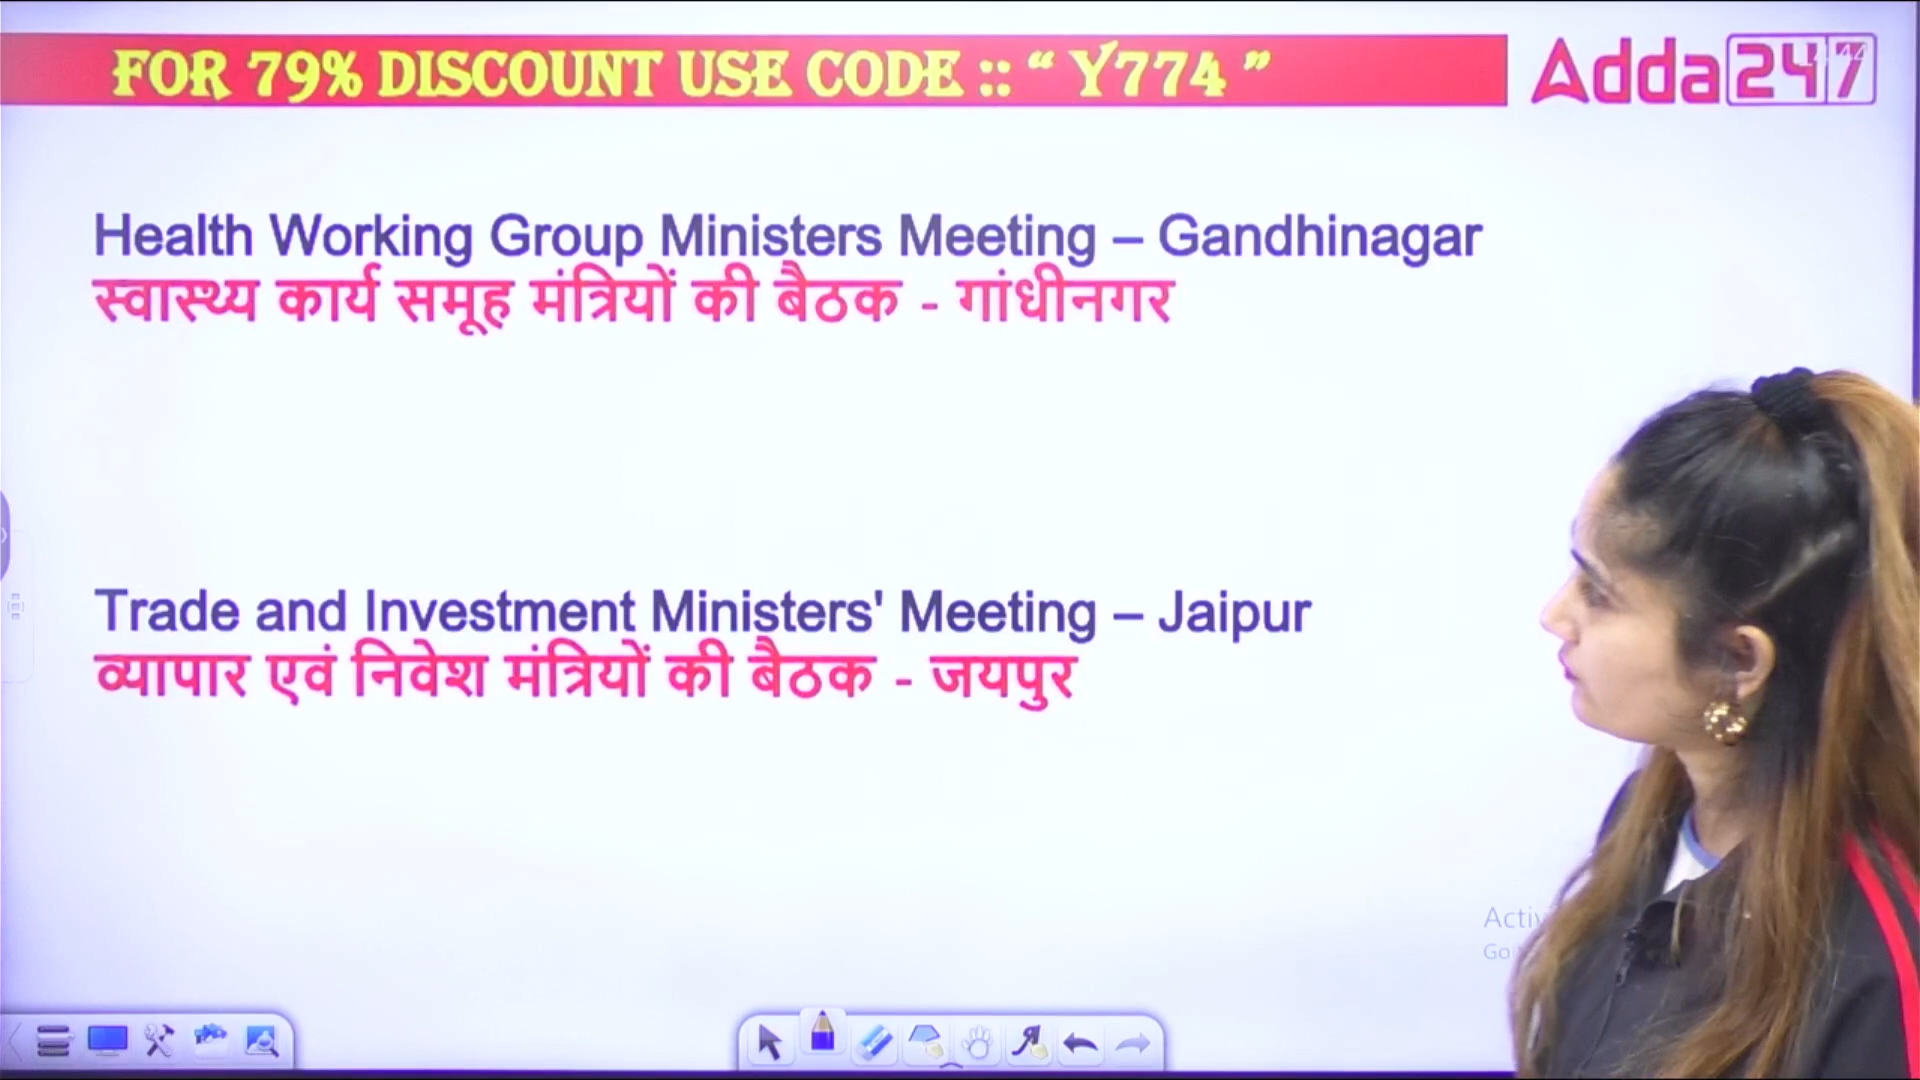 FOR 79% DISCOUNT USE CODE :: “ Y774 ”
Adda247
Health Working Group Ministers Meeting – Gandhinagar
स्वास्थ्य कार्य समूह मंत्रियों की बैठक - गांधीनगर
Trade and Investment Ministers' Meeting – Jaipur
व्यापार एवं निवेश मंत्रियों की बैठक - जयपुर
Go